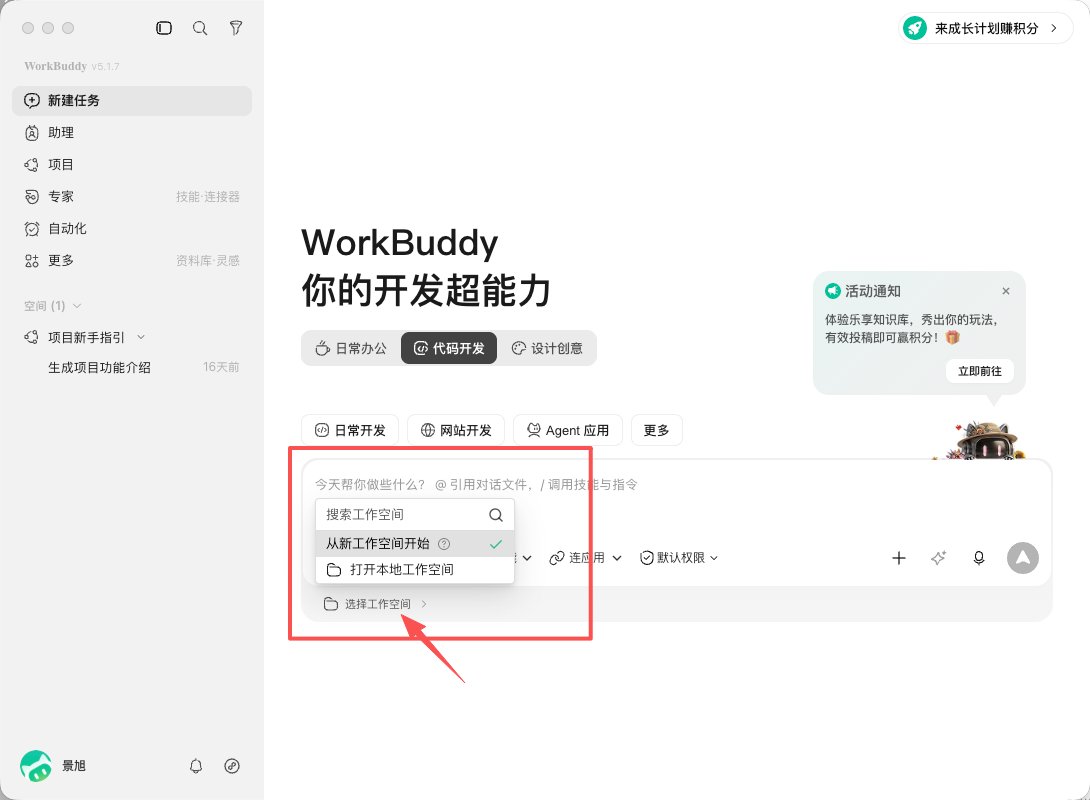 来成长计划赚积分
WorkBuddy v5.1.7
新建任务
助理
项目
专家 技能·连接器
自动化
更多 资料库·灵感
空间 (1)
项目新手指引
生成项目功能介绍 16天前
WorkBuddy
你的开发超能力
日常办公 代码开发 设计创意
活动通知
体验乐享知识库，秀出你的玩法，
有效投稿即可赢积分！
立即前往
日常开发 网站开发 Agent 应用 更多
今天帮你做些什么？ @ 引用对话文件，/ 调用技能与指令
搜索工作空间
从新工作空间开始
打开本地工作空间
连应用 默认权限
选择工作空间
景旭